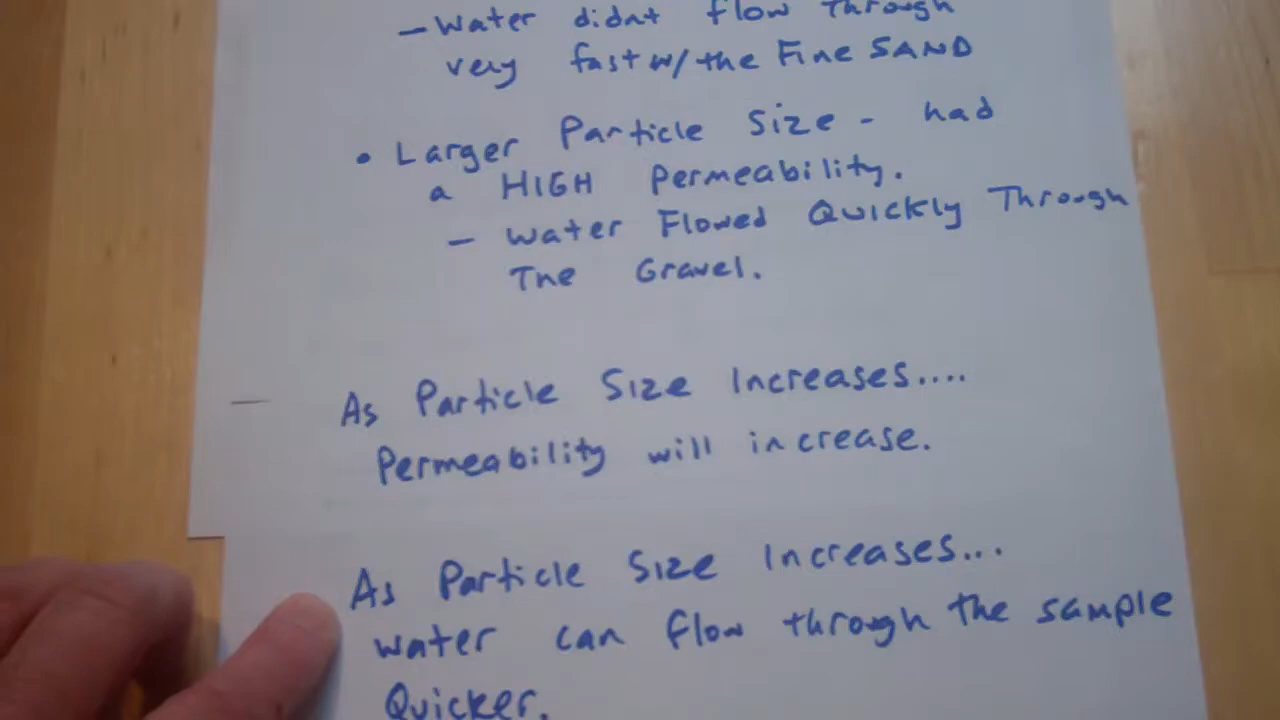 - Water didnt flow through
very fast w/ the Fine SAND
• Larger Particle Size - had
a HIGH Permeability.
- Water Flowed Quickly Through
The Gravel.
As Particle Size Increases....
Permeability will increase.
As Particle Size Increases...
water can flow through the sample
Quicker.